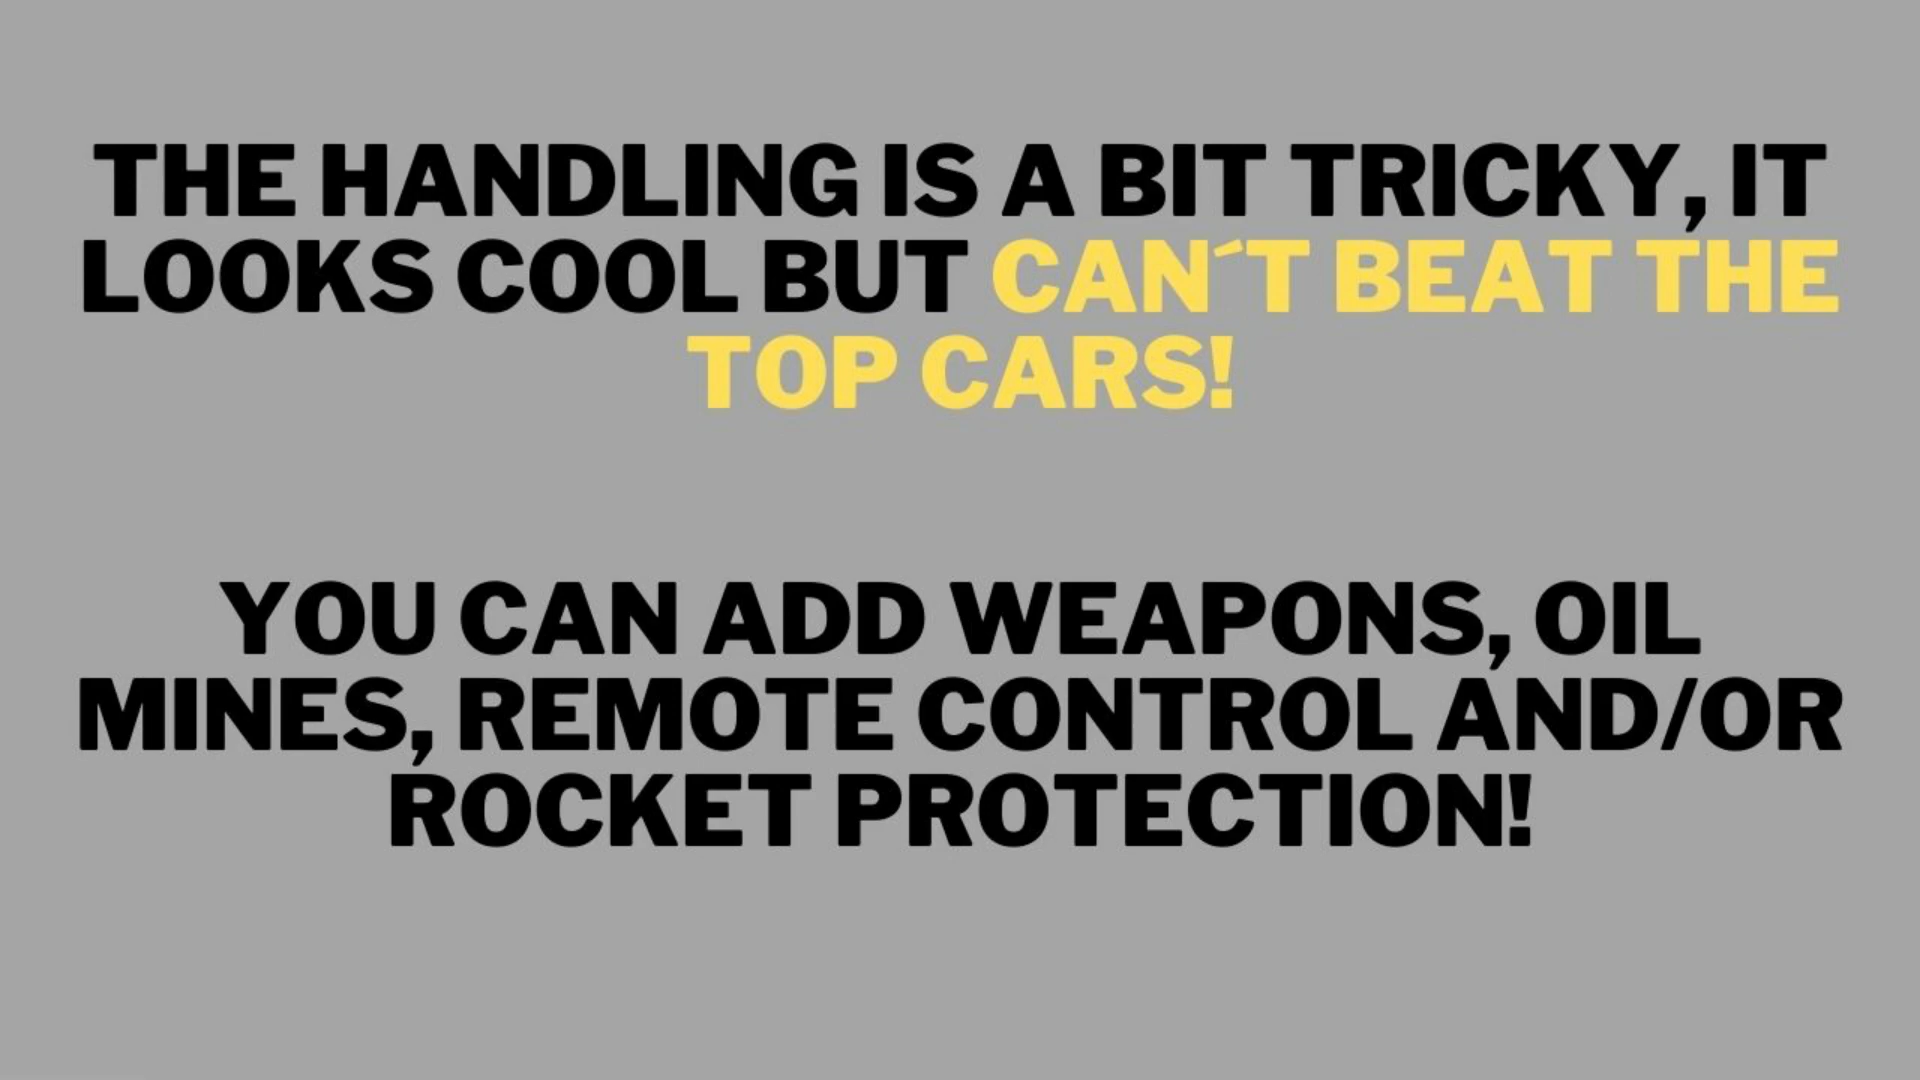 THE HANDLING IS A BIT TRICKY, IT
LOOKS COOL BUT CAN´T BEAT THE
TOP CARS!
YOU CAN ADD WEAPONS, OIL
MINES, REMOTE CONTROL AND/OR
ROCKET PROTECTION!